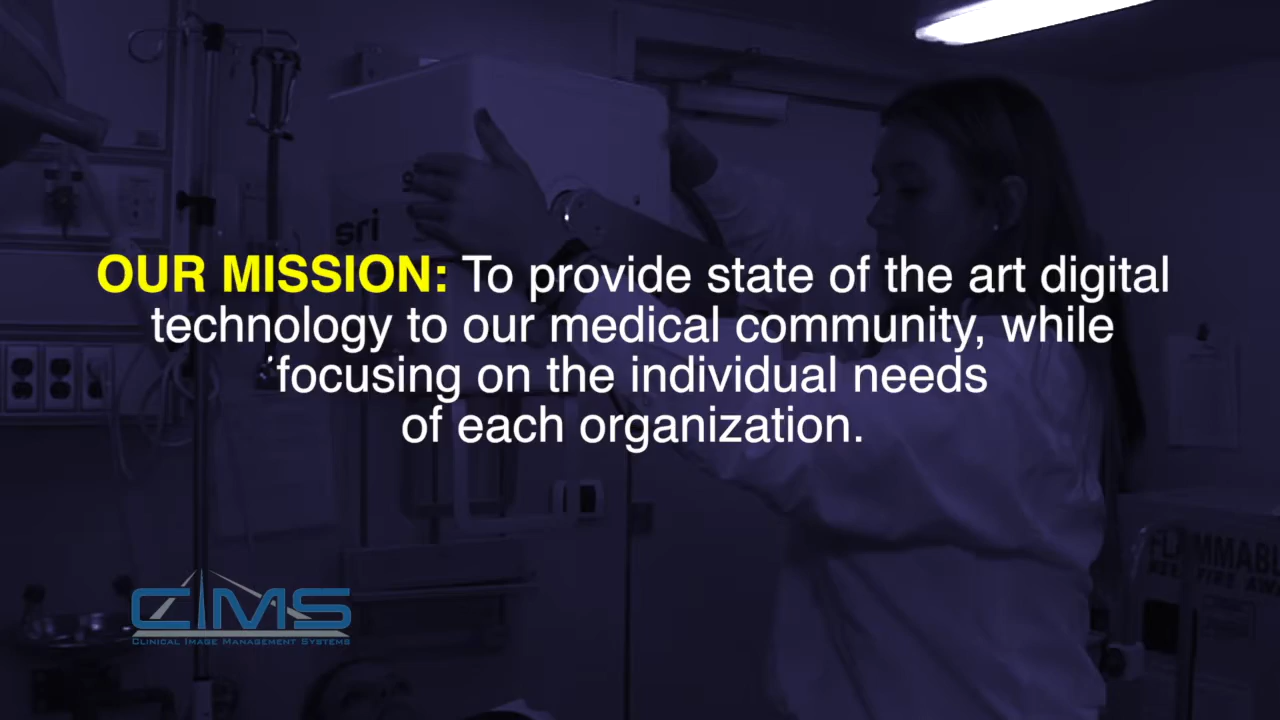 sri
OUR MISSION: To provide state of the art digital
technology to our medical community, while
focusing on the individual needs
of each organization.
FLAMMABL
CIMS
CLINICAL IMAGE MANAGEMENT SYSTEMS